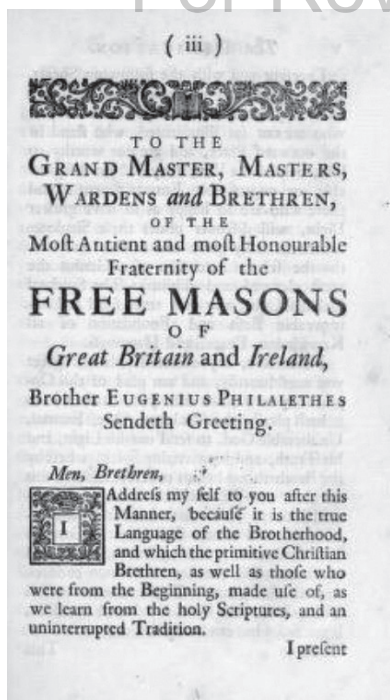 ( iii )
TO THE
GRAND MASTER, MASTERS,
WARDENS and BRETHREN,
OF THE
Moſt Antient and moſt Honourable
Fraternity of the
FREE MASONS
OF
Great Britain and Ireland,
Brother EUGENIUS PHILALETHES
Sendeth Greeting.
Men, Brethren,
I Addreſs my ſelf to you after this
Manner, becauſe it is the true
Language of the Brotherhood,
and which the primitive Chriſtian
Brethren, as well as thoſe who
were from the Beginning, made uſe of, as
we learn from the holy Scriptures, and an
uninterrupted Tradition.
I preſent